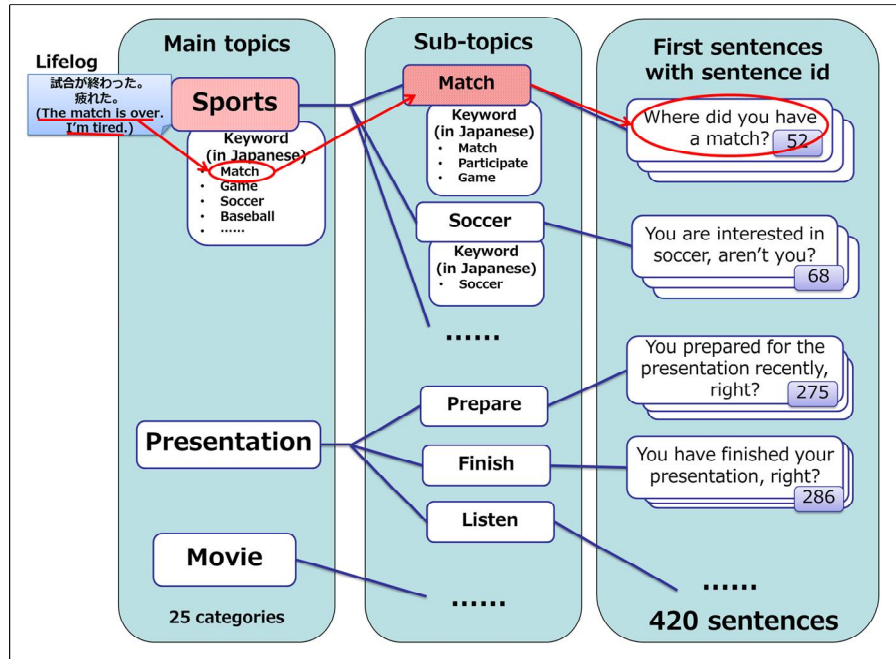 Lifelog
試合が終わった。
疲れた。
(The match is over.
I'm tired.)
Main topics
Sports
Keyword
(in Japanese)
・ Match
・ Game
・ Soccer
・ Baseball
・ ……
Presentation
Movie
25 categories
Sub-topics
Match
Keyword
(in Japanese)
・ Match
・ Participate
・ Game
Soccer
Keyword
(in Japanese)
・ Soccer
……
Prepare
Finish
Listen
……
First sentences
with sentence id
Where did you have
a match?
52
You are interested in
soccer, aren't you?
68
You prepared for the
presentation recently,
right?
275
You have finished your
presentation, right?
286
……
420 sentences